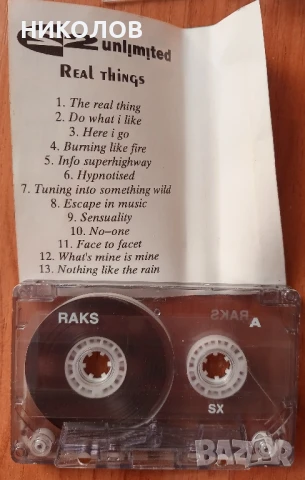 НИКОЛОВ
2 unlimited
REAL THINGS
1. The real thing
2. Do what i like
3. Here i go
4. Burning like fire
5. Info superhighway
6. Hypnotised
7. Tuning into something wild
8. Escape in music
9. Sensuality
10. No-one
11. Face to facet
12. What's mine is mine
13. Nothing like the rain
RAKS
RAKS
A
SX
BAZAR